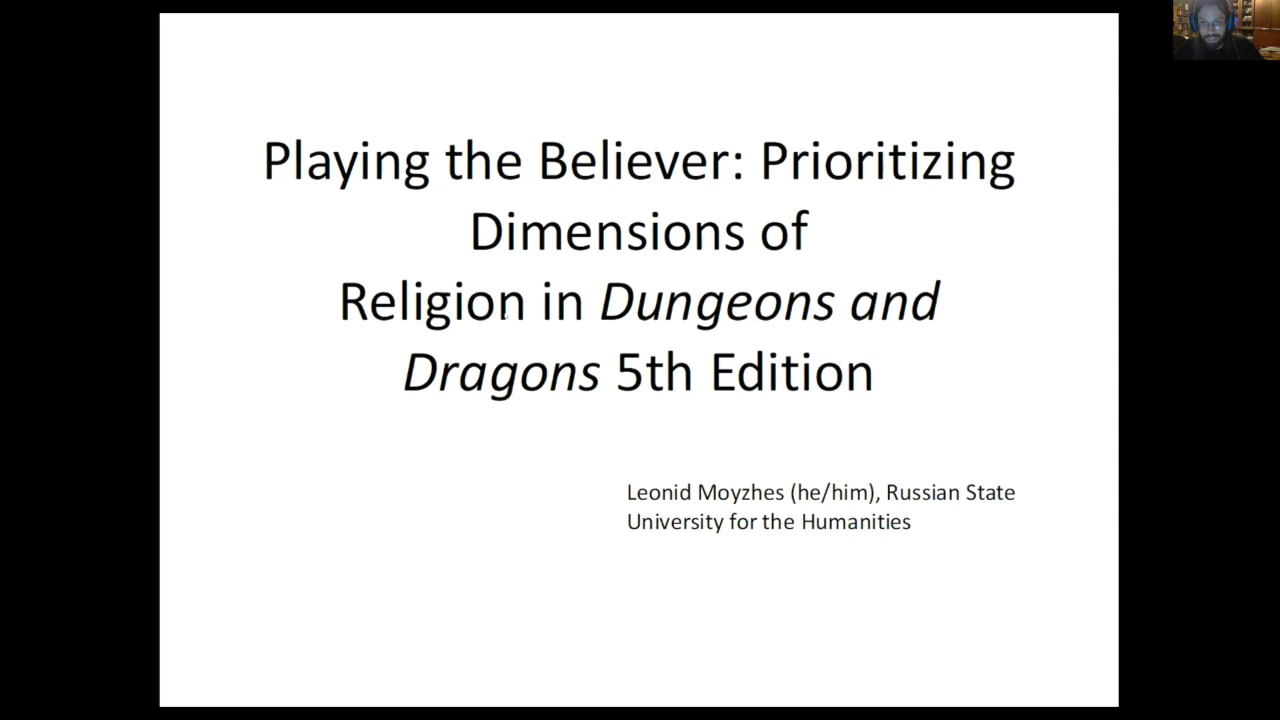 Playing the Believer: Prioritizing
Dimensions of
Religion in Dungeons and
Dragons 5th Edition
Leonid Moyzhes (he/him), Russian State
University for the Humanities